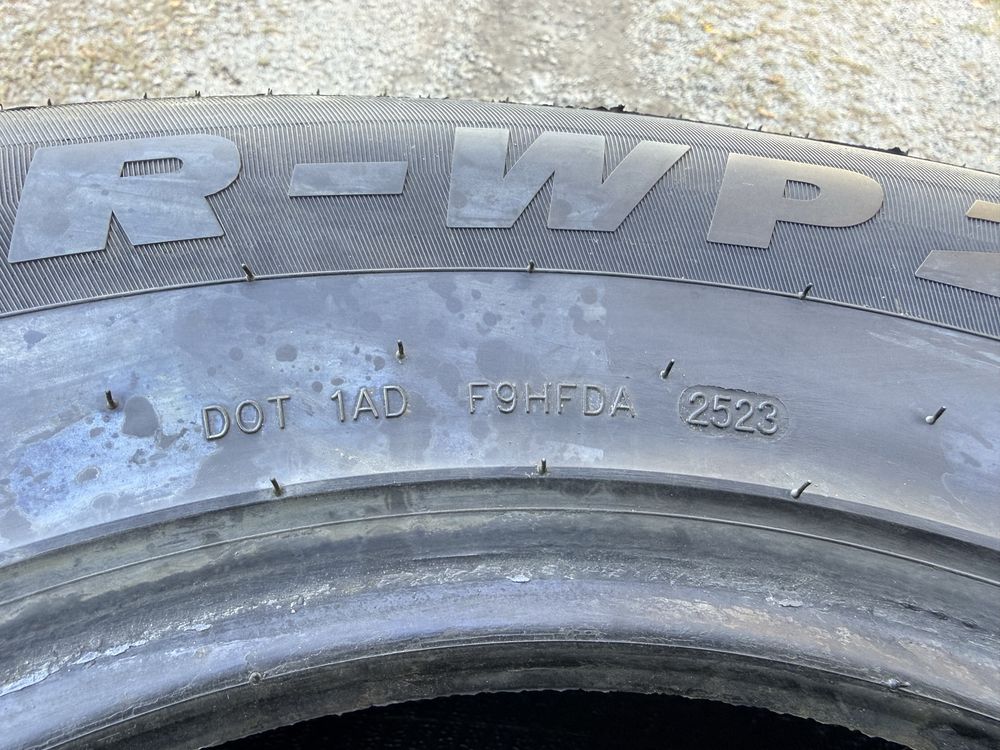 R-WP
DOT 1AD F9HFDA 2523